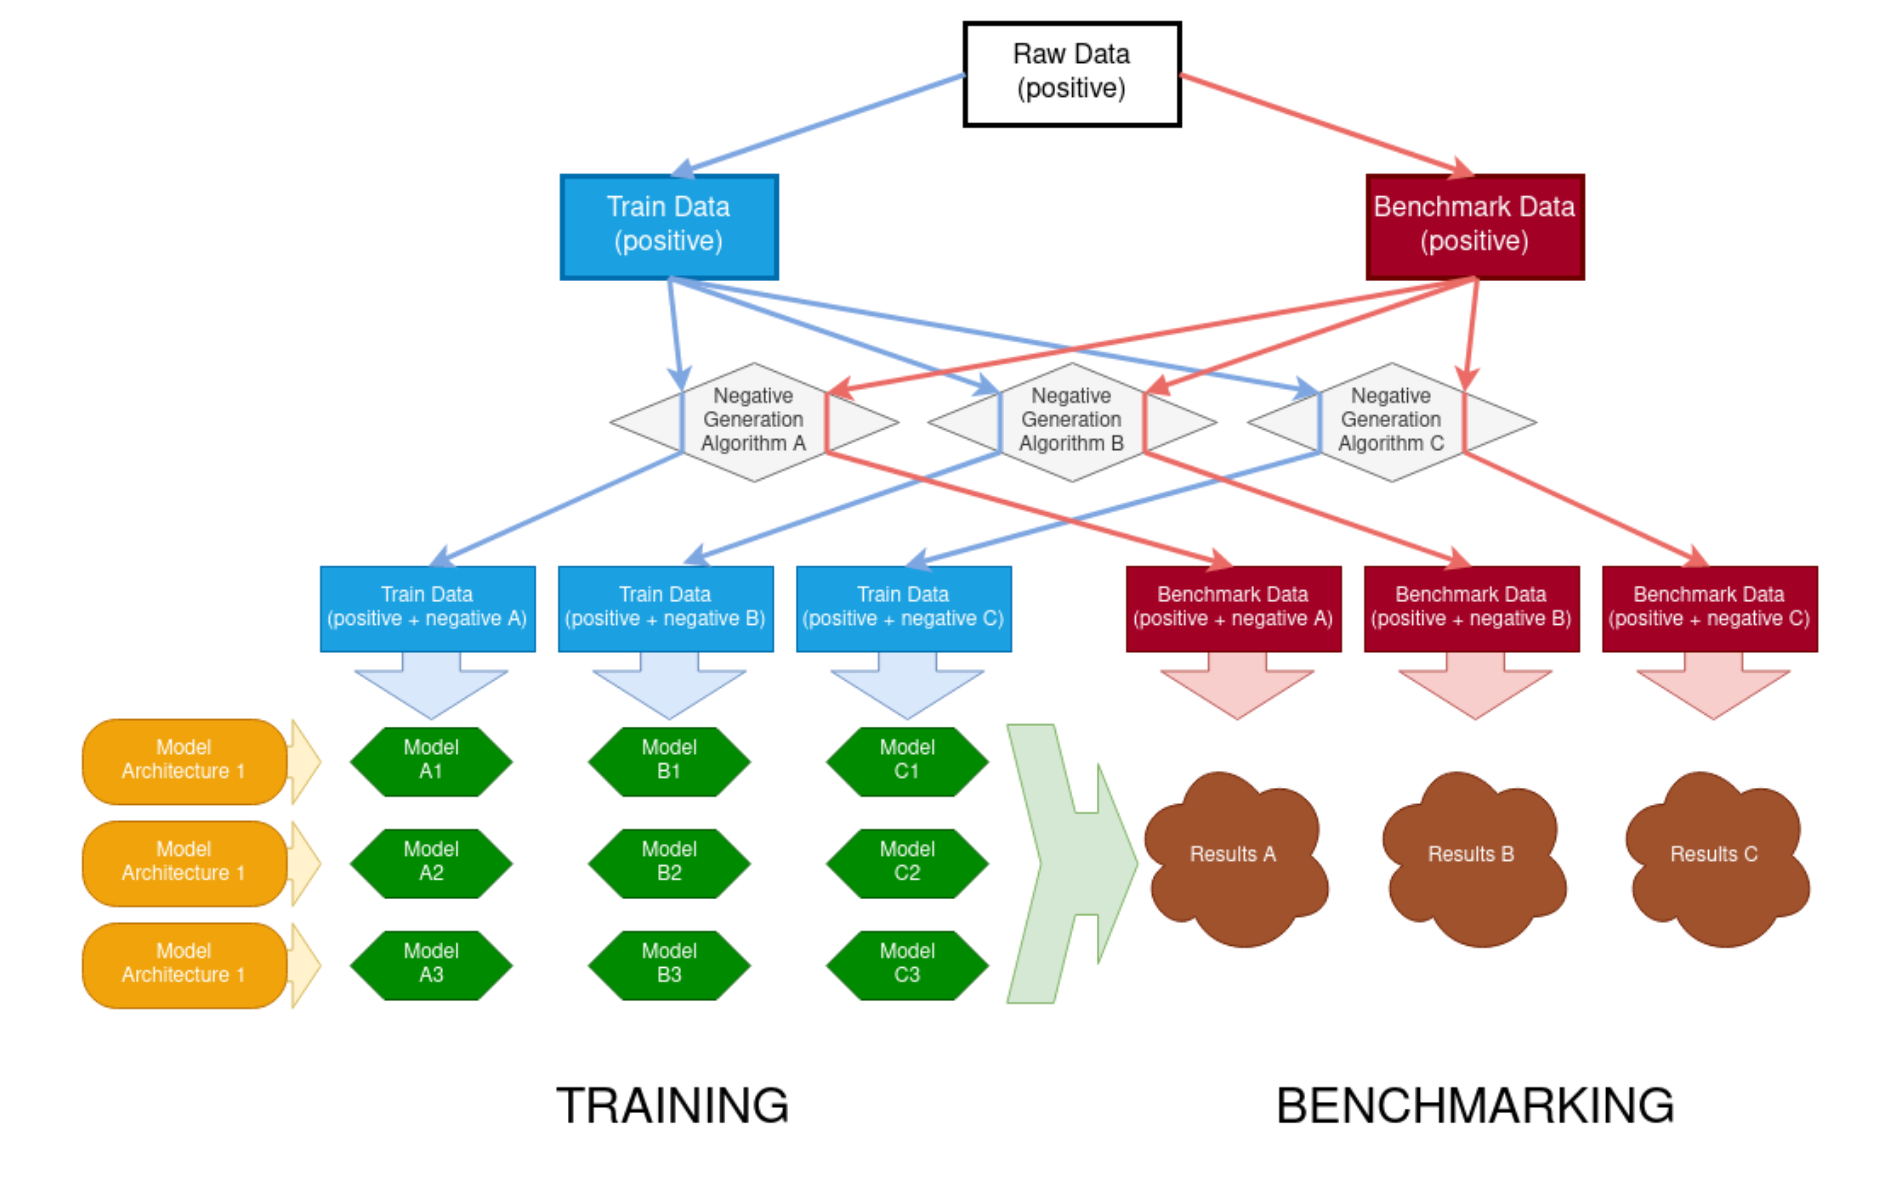 Raw Data
(positive)
Train Data
(positive)
Benchmark Data
(positive)
Negative
Generation
Algorithm A
Negative
Generation
Algorithm B
Negative
Generation
Algorithm C
Train Data
(positive + negative A)
Train Data
(positive + negative B)
Train Data
(positive + negative C)
Benchmark Data
(positive + negative A)
Benchmark Data
(positive + negative B)
Benchmark Data
(positive + negative C)
Model
Architecture 1
Model
A1
Model
B1
Model
C1
Model
Architecture 1
Model
A2
Model
B2
Model
C2
Model
Architecture 1
Model
A3
Model
B3
Model
C3
Results A
Results B
Results C
TRAINING
BENCHMARKING